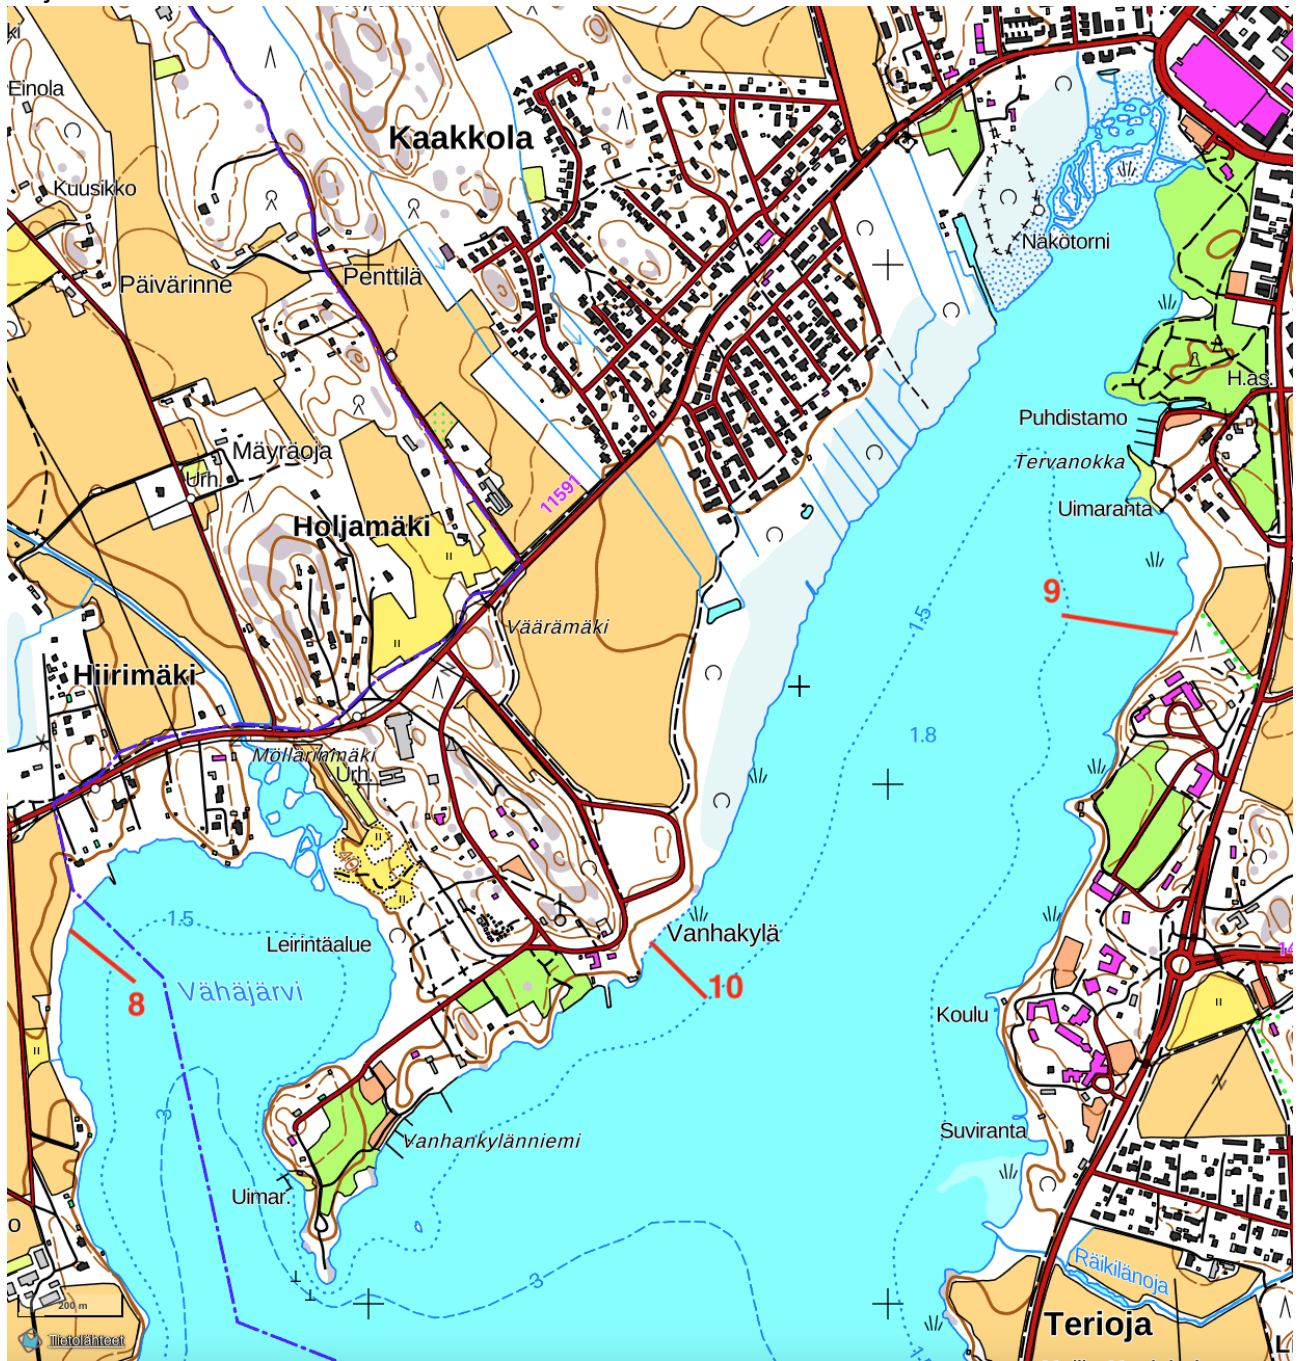 Einola
Kaakkola
Kuusikko
Näkötorni
Päivärinne
Penttilä
H.as.
Puhdistamo
Mäyräoja
Tervanokka
Urh.
11591
Uimaranta
Holjamäki
9
1.5
Väärämäki
Hiirimäki
1.8
Möllärinmäki
Urh.
40
1.5
Vanhakylä
Leirintäalue
Vähäjärvi
8
10
Koulu
3
Suviranta
Vanhankylänniemi
Uimar.
o
Räikilänoja
3
200 m
Terioja
Tietolähteet
L